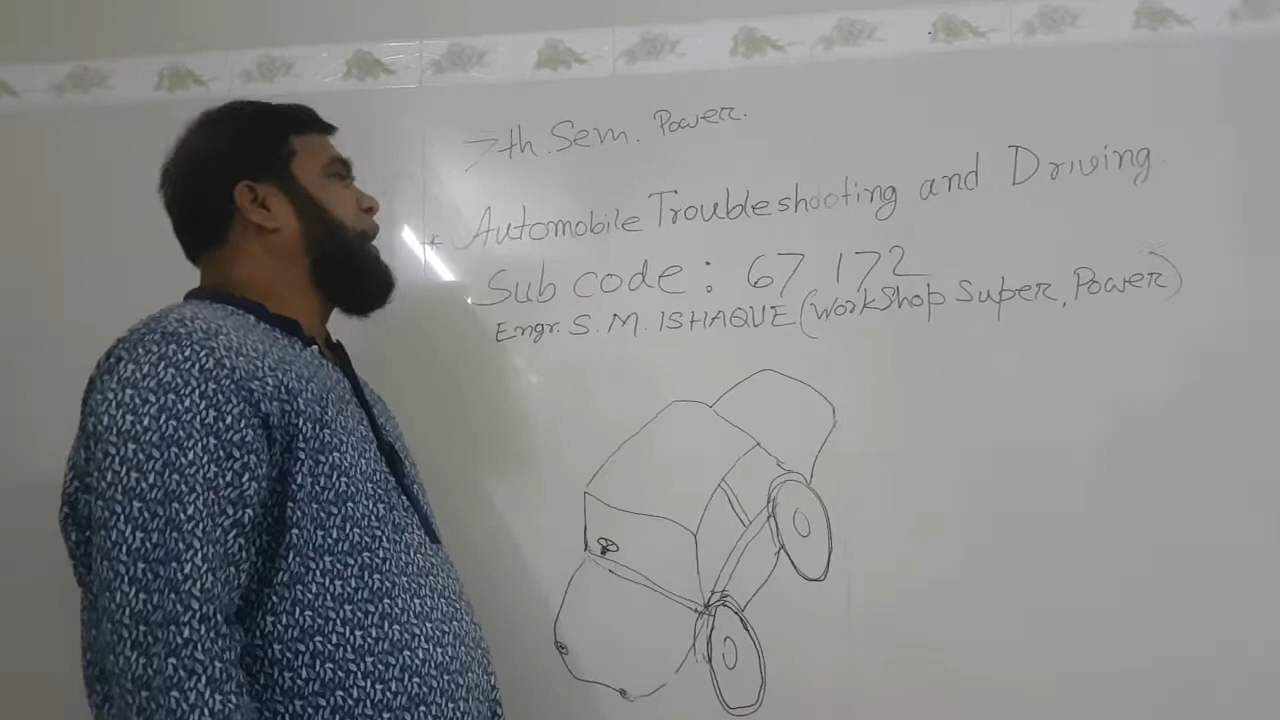 7th. Sem. Power.
* Automobile Troubleshooting and Driving.
Sub code: 67172
Engr. S. M. ISHAQUE (Workshop Super, Power)